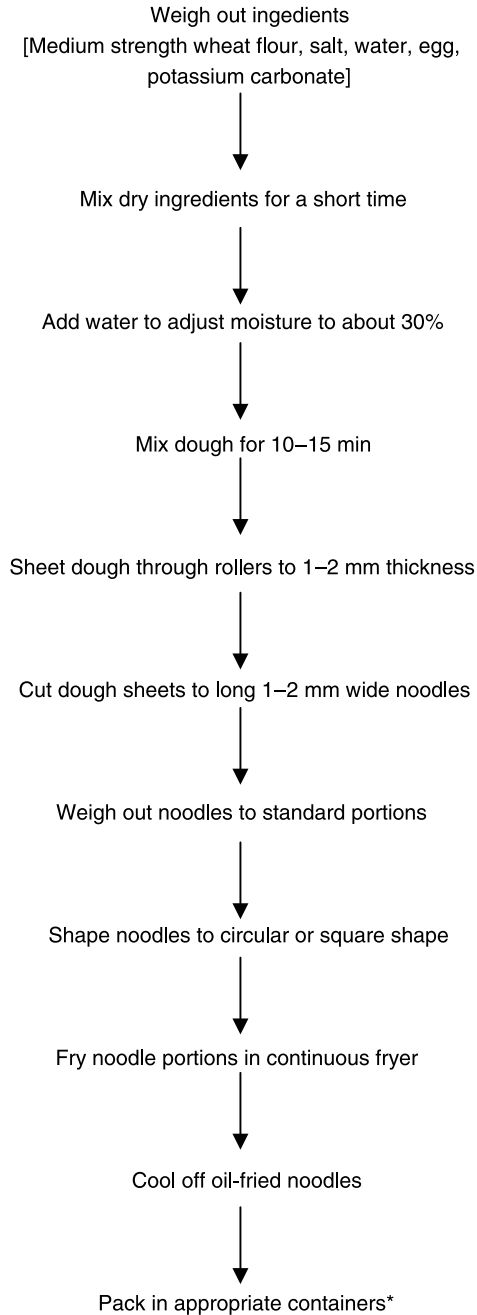 Weigh out ingedients
[Medium strength wheat flour, salt, water, egg,
potassium carbonate]
Mix dry ingredients for a short time
Add water to adjust moisture to about 30%
Mix dough for 10–15 min
Sheet dough through rollers to 1–2 mm thickness
Cut dough sheets to long 1–2 mm wide noodles
Weigh out noodles to standard portions
Shape noodles to circular or square shape
Fry noodle portions in continuous fryer
Cool off oil-fried noodles
Pack in appropriate containers*